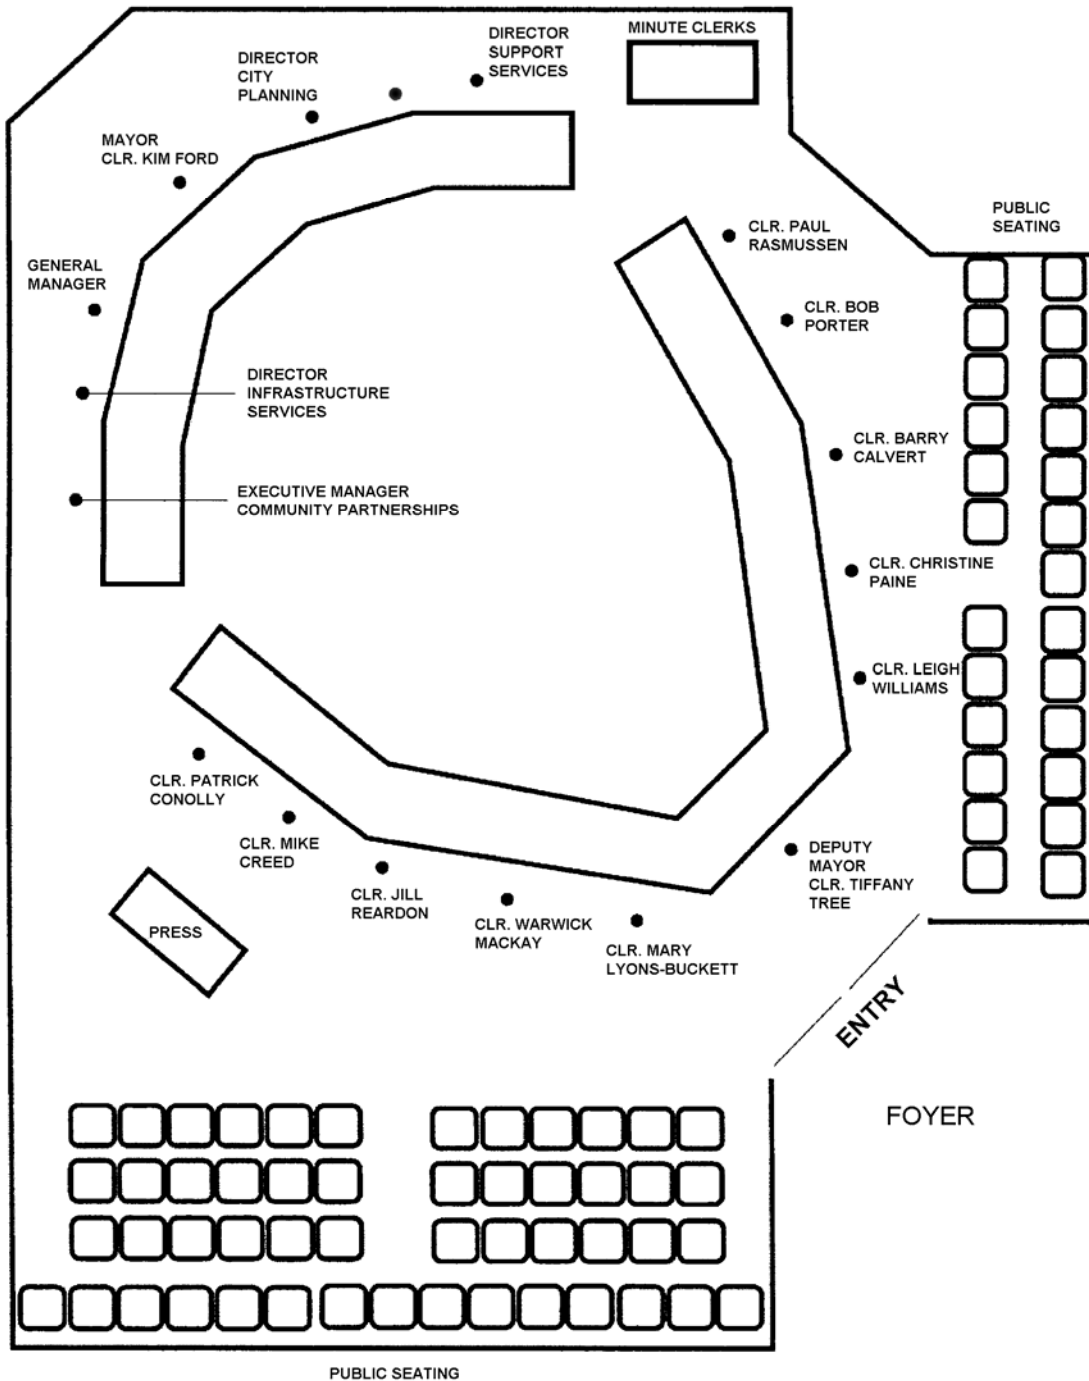 MINUTE CLERKS
DIRECTOR
SUPPORT
SERVICES
DIRECTOR
CITY
PLANNING
MAYOR
CLR. KIM FORD
PUBLIC
SEATING
CLR. PAUL
RASMUSSEN
GENERAL
MANAGER
CLR. BOB
PORTER
DIRECTOR
INFRASTRUCTURE
SERVICES
CLR. BARRY
CALVERT
EXECUTIVE MANAGER
COMMUNITY PARTNERSHIPS
CLR. CHRISTINE
PAINE
CLR. LEIGH
WILLIAMS
CLR. PATRICK
CONOLLY
CLR. MIKE
CREED
DEPUTY
MAYOR
CLR. TIFFANY
TREE
CLR. JILL
REARDON
CLR. WARWICK
MACKAY
CLR. MARY
LYONS-BUCKETT
PRESS
ENTRY
FOYER
PUBLIC SEATING